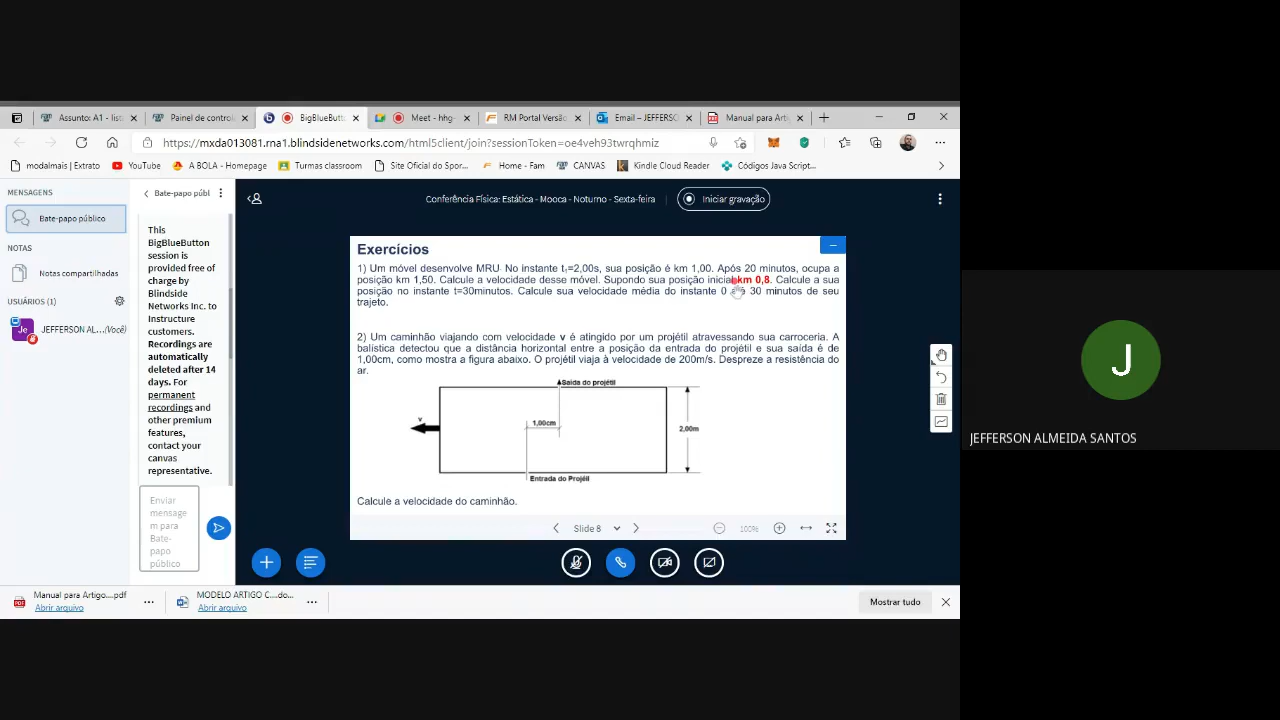 Assunto: A1 - list
Painel de control
BigBlueButt
Meet - hhg-
RM Portal Versão
Email – JEFFERS
Manual para Arti
https://mxda013081.rna1.blindsidenetworks.com/html5client/join?sessionToken=oe4veh93twrqhmiz
modalmais | Extrato
YouTube
A BOLA - Homepage
Turmas classroom
Site Oficial do Spor...
Home - Fam
CANVAS
Kindle Cloud Reader
Códigos Java Script...
MENSAGENS
Bate-papo público
NOTAS
Notas compartilhadas
USUÁRIOS (1)
Je
JEFFERSON AL... (Você)
Bate-papo públ
This
BigBlueButton
session is
provided free of
charge by
Blindside
Networks Inc. to
Instructure
customers.
Recordings are
automatically
deleted after 14
days. For
permanent
recordings and
other premium
features,
contact your
canvas
representative.
Enviar
mensage
m para
Bate-
papo
público
Conferência Física: Estática - Mooca - Noturno - Sexta-feira
Iniciar gravação
Exercícios
1) Um móvel desenvolve MRU. No instante t1=2,00s, sua posição é km 1,00. Após 20 minutos, ocupa a
posição km 1,50. Calcule a velocidade desse móvel. Supondo sua posição inicial km 0,8. Calcule a sua
posição no instante t=30minutos. Calcule sua velocidade média do instante 0 até 30 minutos de seu
trajeto.
2) Um caminhão viajando com velocidade v é atingido por um projétil atravessando sua carroceria. A
balística detectou que a distância horizontal entre a posição da entrada do projétil e sua saída é de
1,00cm, como mostra a figura abaixo. O projétil viaja à velocidade de 200m/s. Despreze a resistência do
ar.
Saída do projétil
v
1,00cm
2,00m
Entrada do Projéil
Calcule a velocidade do caminhão.
Slide 8
100%
J
JEFFERSON ALMEIDA SANTOS
Manual para Artigo....pdf
Abrir arquivo
MODELO ARTIGO C....do...
Abrir arquivo
Mostrar tudo